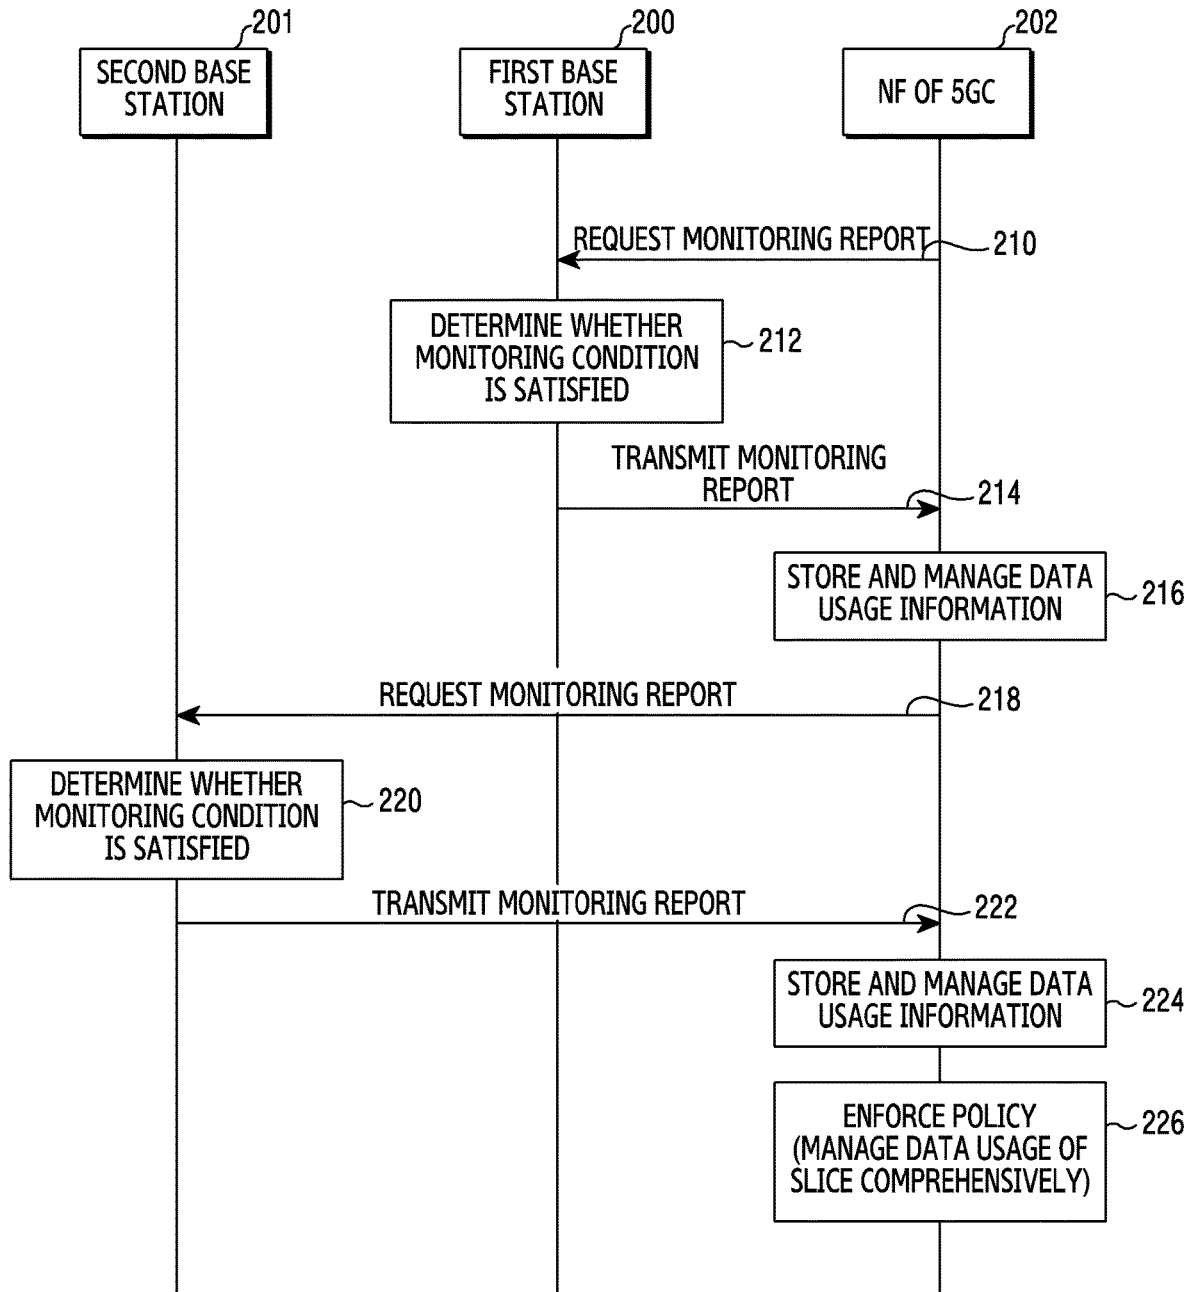 201
200
202
SECOND BASE
STATION
FIRST BASE
STATION
NF OF 5GC
REQUEST MONITORING REPORT
210
DETERMINE WHETHER
MONITORING CONDITION
IS SATISFIED
212
TRANSMIT MONITORING
REPORT
214
STORE AND MANAGE DATA
USAGE INFORMATION
216
REQUEST MONITORING REPORT
218
DETERMINE WHETHER
MONITORING CONDITION
IS SATISFIED
220
TRANSMIT MONITORING REPORT
222
STORE AND MANAGE DATA
USAGE INFORMATION
224
ENFORCE POLICY
(MANAGE DATA USAGE OF
SLICE COMPREHENSIVELY)
226